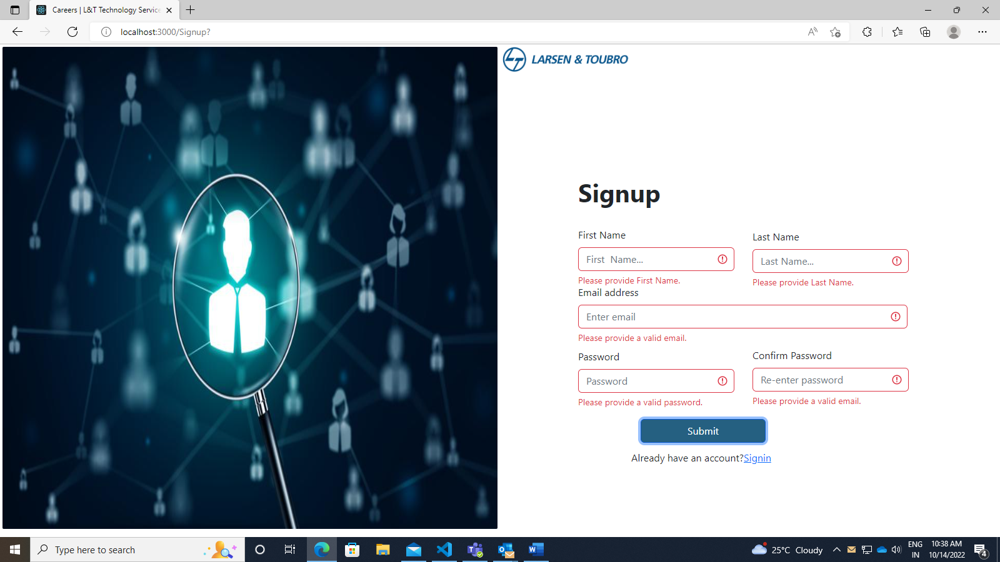 Careers | L&T Technology Service
localhost:3000/Signup?
LARSEN & TOUBRO
Signup
First Name
Last Name
First  Name...
Last Name...
Please provide First Name.
Please provide Last Name.
Email address
Enter email
Please provide a valid email.
Password
Confirm Password
Password
Re-enter password
Please provide a valid password.
Please provide a valid email.
Submit
Already have an account?Signin
Type here to search
25°C Cloudy
ENG
IN
10:38 AM
10/14/2022
4